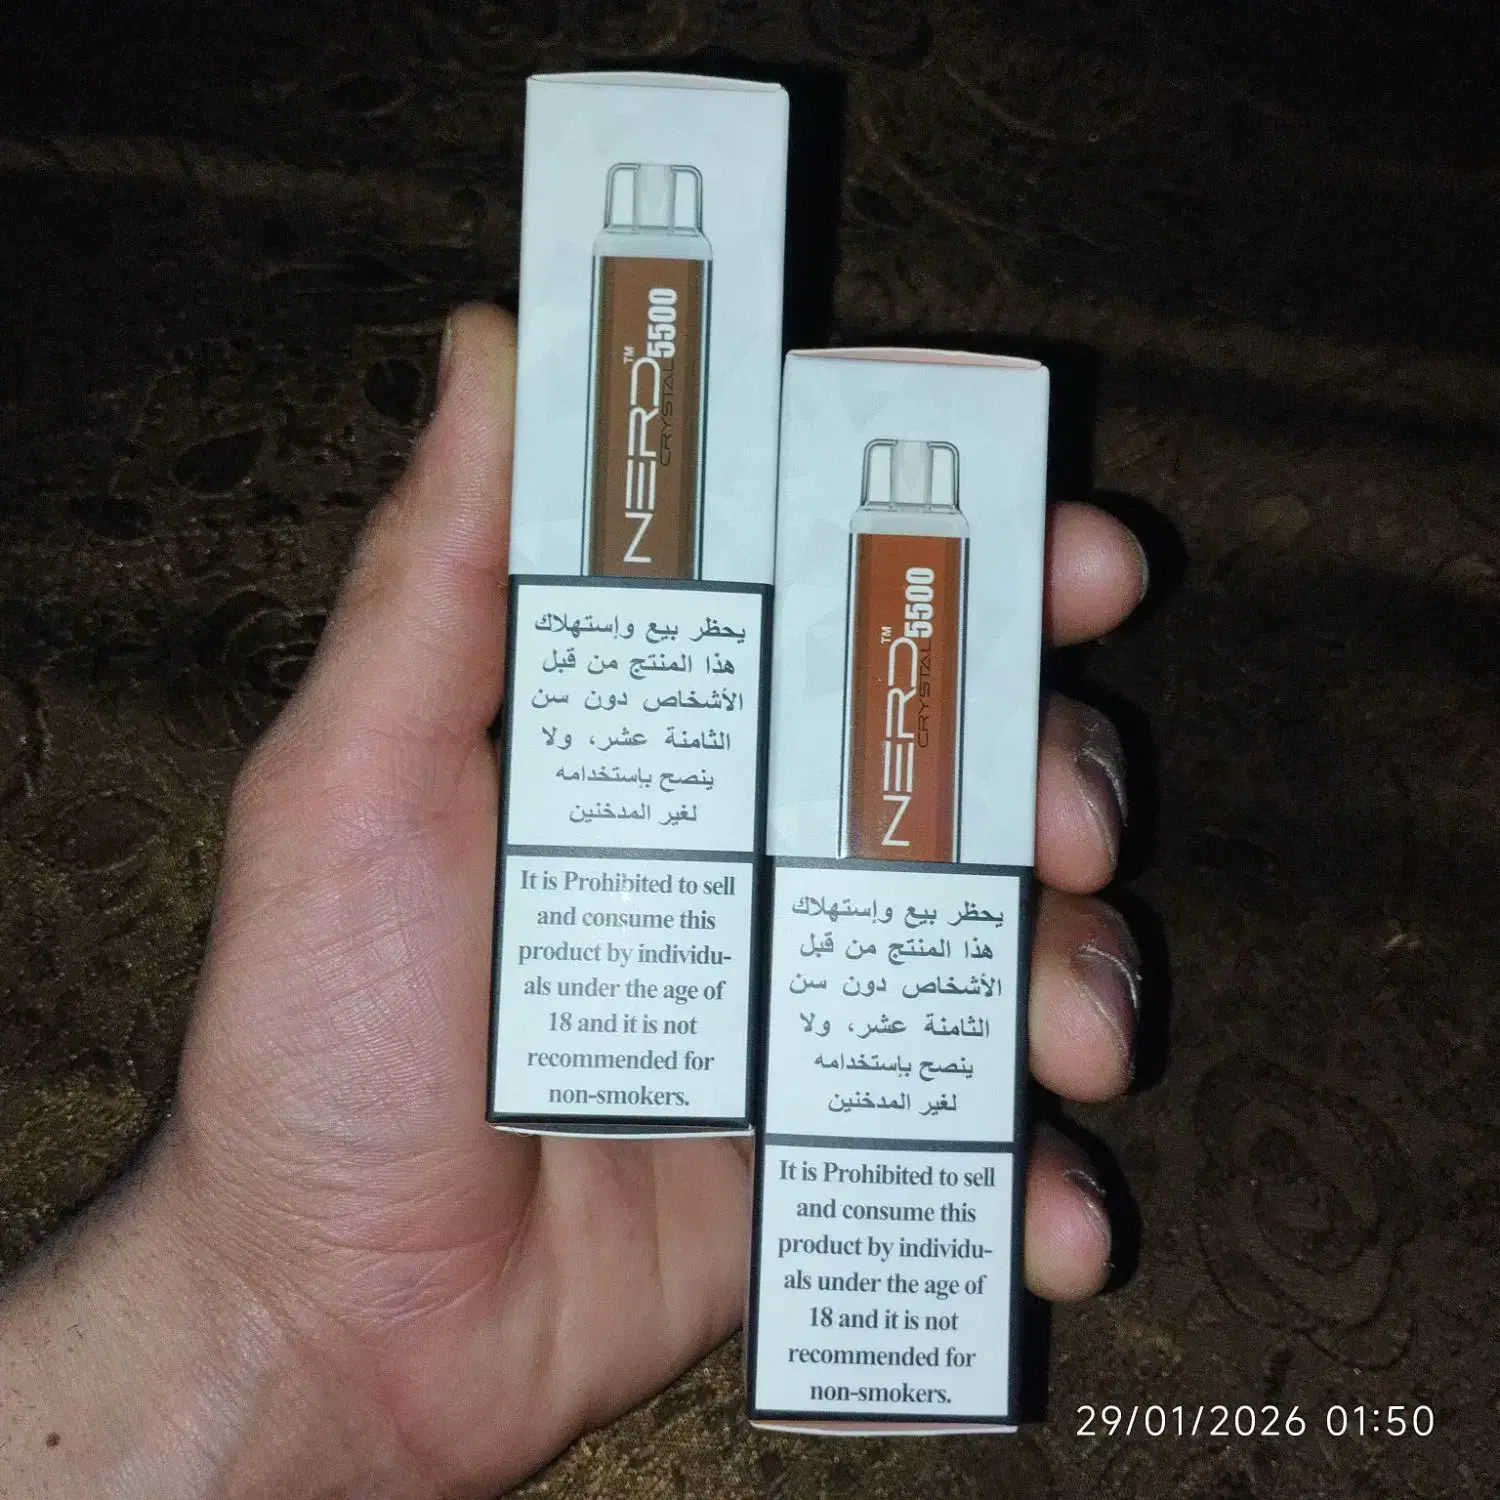 NERD™
CRYSTAL 5500
يحظر بيع وإستهلاك
هذا المنتج من قبل
الأشخاص دون سن
الثامنة عشر، ولا
ينصح بإستخدامه
لغير المدخنين
It is Prohibited to sell
and consume this
product by individu-
als under the age of
18 and it is not
recommended for
non-smokers.
NERD™
CRYSTAL 5500
يحظر بيع وإستهلاك
هذا المنتج من قبل
الأشخاص دون سن
الثامنة عشر، ولا
ينصح بإستخدامه
لغير المدخنين
It is Prohibited to sell
and consume this
product by individu-
als under the age of
18 and it is not
recommended for
non-smokers.
29/01/2026 01:50